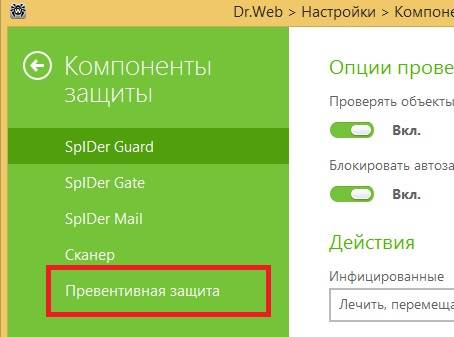 Dr.Web > Настройки > Компоне
Компоненты
защиты
SpIDer Guard
SpIDer Gate
SpIDer Mail
Сканер
Превентивная защита
Опции прове
Проверять объекты
Вкл.
Блокировать автоза
Вкл.
Действия
Инфицированные
Лечить, перемеща